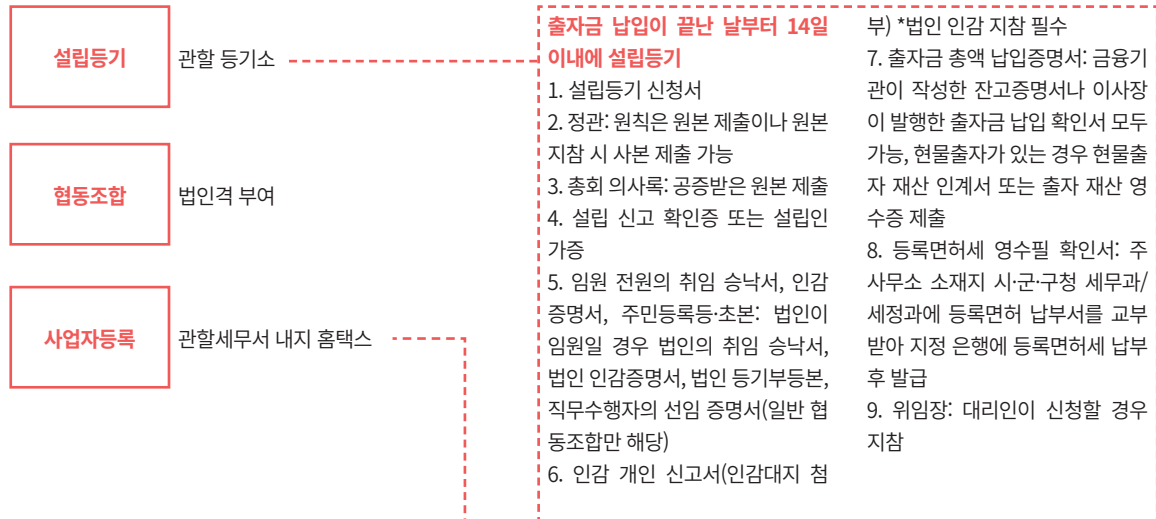 설립등기
관할 등기소
협동조합
법인격 부여
사업자등록
관할세무서 내지 홈택스
출자금 납입이 끝난 날부터 14일
이내에 설립등기
1. 설립등기 신청서
2. 정관: 원칙은 원본 제출이나 원본
지참 시 사본 제출 가능
3. 총회 의사록: 공증받은 원본 제출
4. 설립 신고 확인증 또는 설립인
가증
5. 임원 전원의 취임 승낙서, 인감
증명서, 주민등록등·초본: 법인이
임원일 경우 법인의 취임 승낙서,
법인 인감증명서, 법인 등기부등본,
직무수행자의 선임 증명서(일반 협
동조합만 해당)
6. 인감 개인 신고서(인감대지 첨
부) *법인 인감 지참 필수
7. 출자금 총액 납입증명서: 금융기
관이 작성한 잔고증명서나 이사장
이 발행한 출자금 납입 확인서 모두
가능, 현물출자가 있는 경우 현물출
자 재산 인계서 또는 출자 재산 영
수증 제출
8. 등록면허세 영수필 확인서: 주
사무소 소재지 시·군·구청 세무과/
세정과에 등록면허 납부서를 교부
받아 지정 은행에 등록면허세 납부
후 발급
9. 위임장: 대리인이 신청할 경우
지참